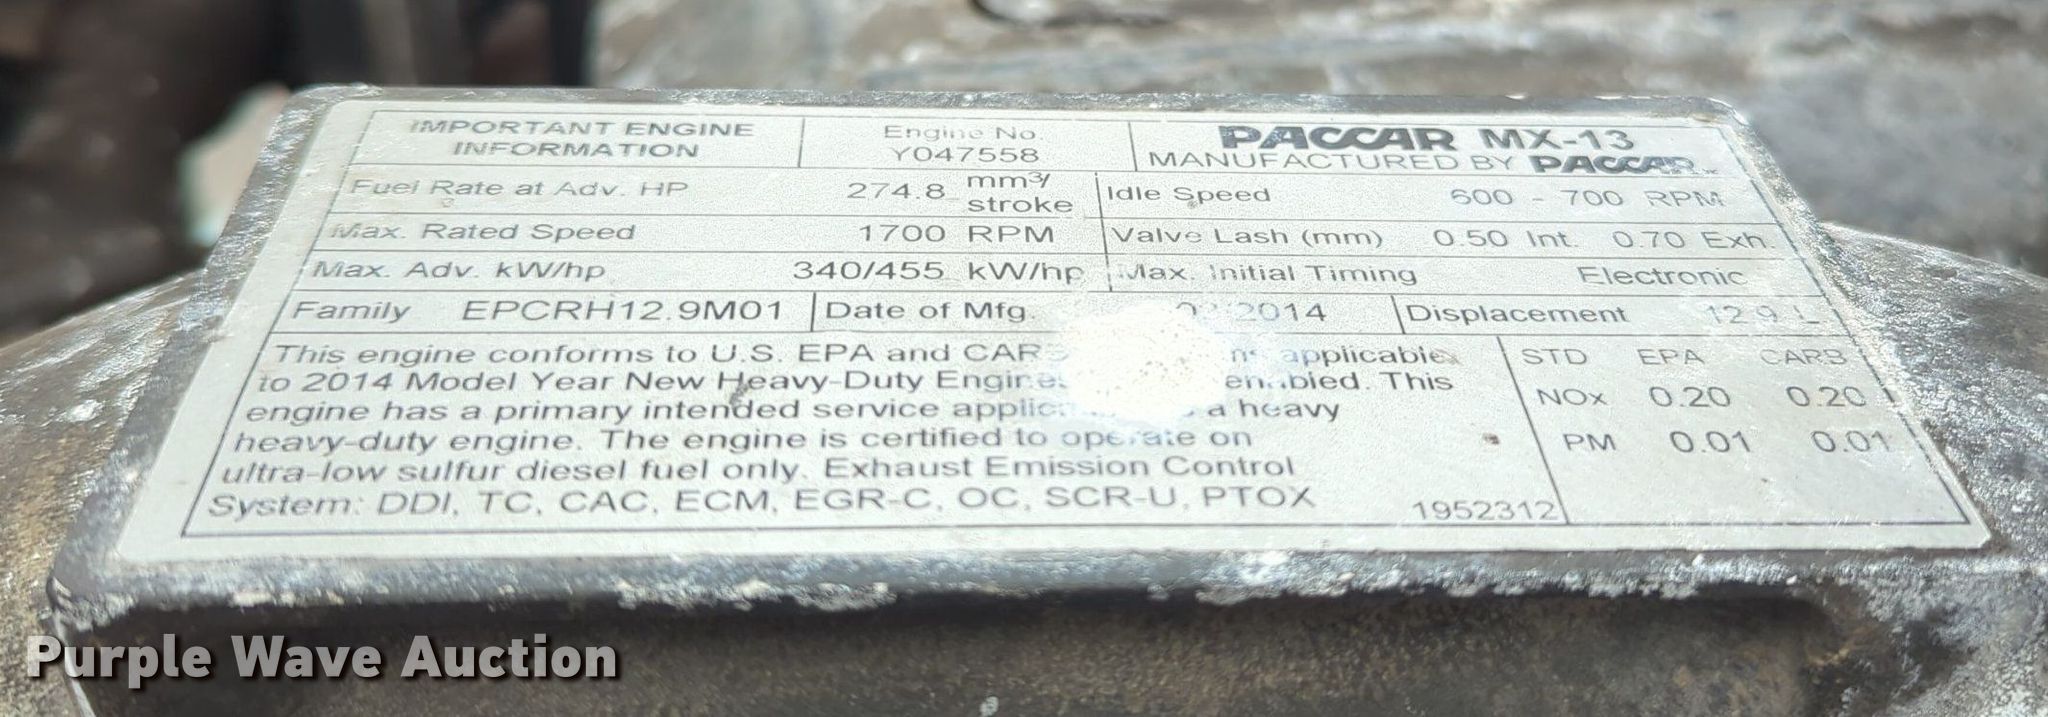 IMPORTANT ENGINE INFORMATION
Engine No. Y047558
PACCAR MX-13
MANUFACTURED BY PACCAR
Fuel Rate at Adv. HP 274.8 mm³/stroke
Idle Speed 600 - 700 RPM
Max. Rated Speed 1700 RPM
Valve Lash (mm) 0.50 Int. 0.70 Exh.
Max. Adv. kW/hp 340/455 kW/hp
Max. Initial Timing Electronic
Family EPCRH12.9M01
Date of Mfg. 2014
Displacement 12.9 L
This engine conforms to U.S. EPA and CARB applicable
to 2014 Model Year New Heavy-Duty Engines This
engine has a primary intended service a heavy
heavy-duty engine. The engine is certified to operate on
ultra-low sulfur diesel fuel only. Exhaust Emission Control
System: DDI, TC, CAC, ECM, EGR-C, OC, SCR-U, PTOX
1952312
STD EPA CARB
NOx 0.20 0.20
PM 0.01 0.01
Purple Wave Auction